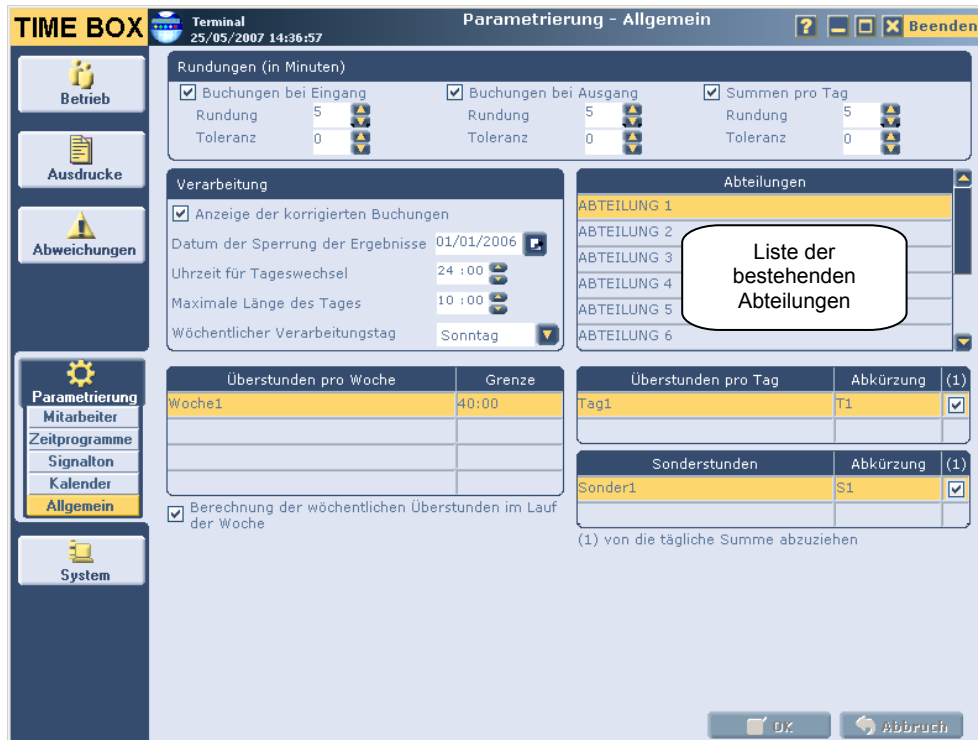 TIME BOX
Terminal
25/05/2007 14:36:57
Parametrierung - Allgemein
?
Beenden
Betrieb
Ausdrucke
Abweichungen
Parametrierung
Mitarbeiter
Zeitprogramme
Signalton
Kalender
Allgemein
System
Rundungen (in Minuten)
Buchungen bei Eingang
Rundung 5
Toleranz 0
Buchungen bei Ausgang
Rundung 5
Toleranz 0
Summen pro Tag
Rundung 5
Toleranz 0
Verarbeitung
Anzeige der korrigierten Buchungen
Datum der Sperrung der Ergebnisse 01/01/2006
Uhrzeit für Tageswechsel 24 :00
Maximale Länge des Tages 10 :00
Wöchentlicher Verarbeitungstag Sonntag
Abteilungen
ABTEILUNG 1
ABTEILUNG 2
ABTEILUNG 3
ABTEILUNG 4
ABTEILUNG 5
ABTEILUNG 6
Liste der
bestehenden
Abteilungen
Überstunden pro Woche Grenze
Woche1 40:00
Berechnung der wöchentlichen Überstunden im Lauf
der Woche
Überstunden pro Tag Abkürzung (1)
Tag1 T1
Sonderstunden Abkürzung (1)
Sonder1 S1
(1) von die tägliche Summe abzuziehen
OK
Abbruch